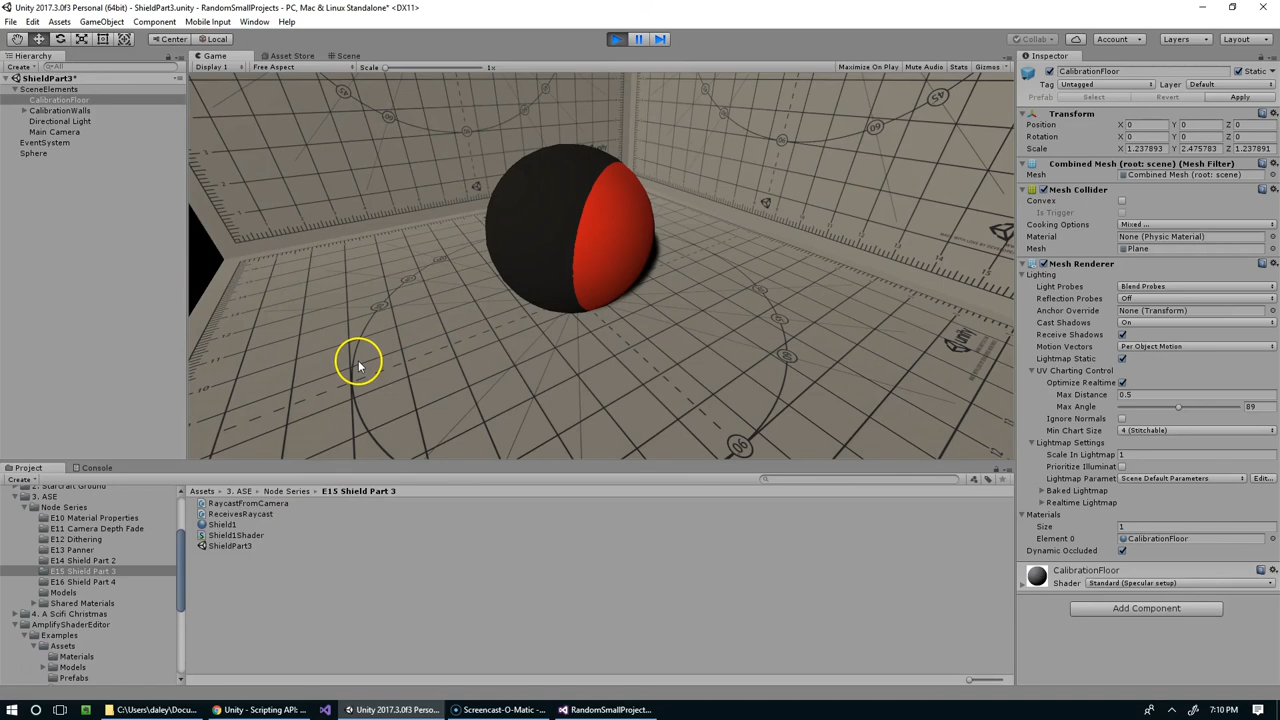 Unity 2017.3.0f3 Personal (64bit) - ShieldPart3.unity - RandomSmallProjects - PC, Mac & Linux Standalone* <DX11>
File Edit Assets GameObject Component Mobile Input Window Help
Center Local Collab Account Layers Layout
Hierarchy Game Asset Store Scene Inspector
Create All Display 1 Free Aspect Scale 1x Maximize On Play Mute Audio Stats Gizmos
CalibrationFloor Static
Tag Untagged Layer Default
Prefab Select Revert Apply
ShieldPart3*
SceneElements
CalibrationFloor
CalibrationWalls
Directional Light
Main Camera
EventSystem
Sphere
Transform
Position X 0 Y 0 Z 0
Rotation X 0 Y 0 Z 0
Scale X 1.237893 Y 2.475783 Z 1.237891
Combined Mesh (root: scene) (Mesh Filter)
Mesh Combined Mesh (root: scene)
Mesh Collider
Convex
Is Trigger
Cooking Options Mixed ...
Material None (Physic Material)
Mesh Plane
Mesh Renderer
Lighting
Light Probes Blend Probes
Reflection Probes Off
Anchor Override None (Transform)
Cast Shadows On
Receive Shadows
Motion Vectors Per Object Motion
Lightmap Static
UV Charting Control
Optimize Realtime
Max Distance 0.5
Max Angle 89
Ignore Normals
Min Chart Size 4 (Stitchable)
Lightmap Settings
Scale In Lightmap 1
Prioritize Illuminat
Lightmap Paramet Scene Default Parameters Edit...
Baked Lightmap
Realtime Lightmap
Materials
Size 1
Element 0 CalibrationFloor
Dynamic Occluded
CalibrationFloor
Shader Standard (Specular setup)
Add Component
45
60
90
unity
Project Console
Create
2. Starcraft Ground
3. ASE
Node Series
E10 Material Properties
E11 Camera Depth Fade
E12 Dithering
E13 Panner
E14 Shield Part 2
E15 Shield Part 3
E16 Shield Part 4
Models
Shared Materials
4. A Scifi Christmas
AmplifyShaderEditor
Examples
Assets
Materials
Models
Prefabs
Assets 3. ASE Node Series E15 Shield Part 3
RaycastFromCamera
ReceivesRaycast
Shield1
Shield1Shader
ShieldPart3
C:\Users\daley\Docu... Unity - Scripting API: ... Unity 2017.3.0f3 Perso... Screencast-O-Matic - ... RandomSmallProject... 7:10 PM